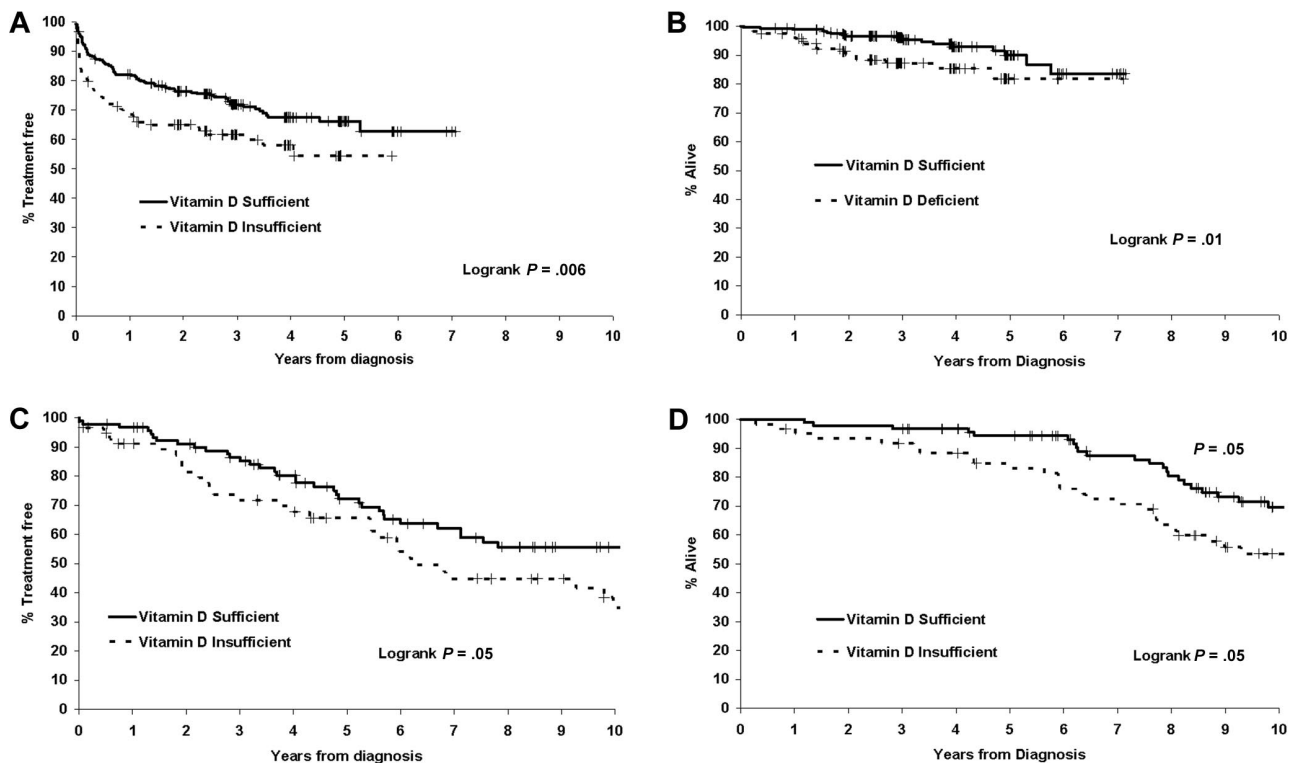 A
100
90
80
70
60
50
40
30
20
10
0
% Treatment free
Vitamin D Sufficient
Vitamin D Insufficient
Logrank P = .006
0 1 2 3 4 5 6 7 8 9 10
Years from diagnosis
B
100
90
80
70
60
50
40
30
20
10
0
% Alive
Vitamin D Sufficient
Vitamin D Deficient
Logrank P = .01
0 1 2 3 4 5 6 7 8 9 10
Years from Diagnosis
C
100
90
80
70
60
50
40
30
20
10
0
% Treatment free
Vitamin D Sufficient
Vitamin D Insufficient
Logrank P = .05
0 1 2 3 4 5 6 7 8 9 10
Years from diagnosis
D
100
90
80
70
60
50
40
30
20
10
0
% Alive
P = .05
Vitamin D Sufficient
Vitamin D Insufficient
Logrank P = .05
0 1 2 3 4 5 6 7 8 9 10
Years from Diagnosis